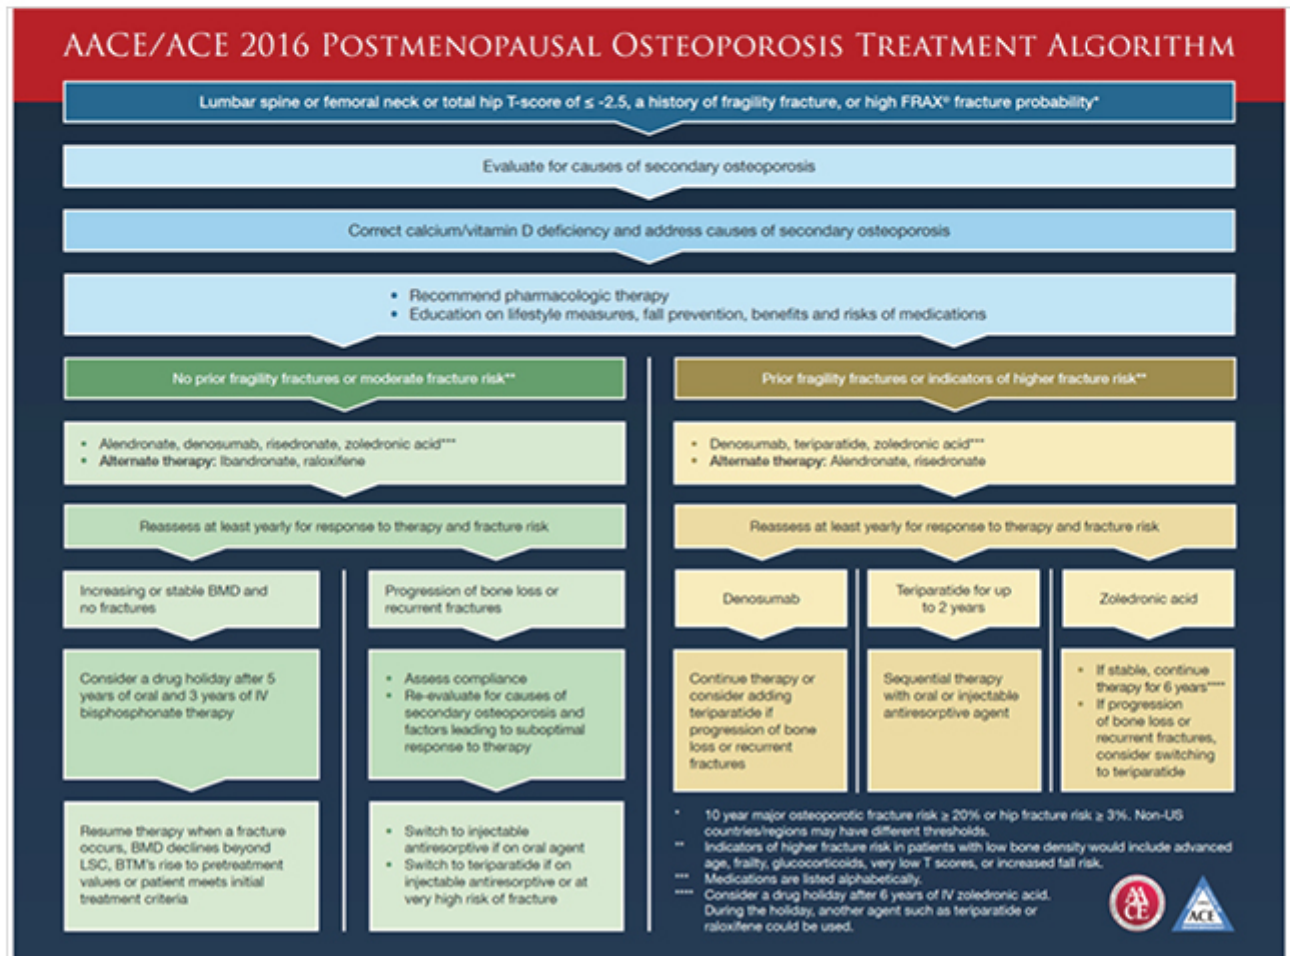 AACE/ACE 2016 POSTMENOPAUSAL OSTEOPOROSIS TREATMENT ALGORITHM
Lumbar spine or femoral neck or total hip T-score of ≤ -2.5, a history of fragility fracture, or high FRAX® fracture probability*
Evaluate for causes of secondary osteoporosis
Correct calcium/vitamin D deficiency and address causes of secondary osteoporosis
• Recommend pharmacologic therapy
• Education on lifestyle measures, fall prevention, benefits and risks of medications
No prior fragility fractures or moderate fracture risk**
• Alendronate, denosumab, risedronate, zoledronic acid***
• Alternate therapy: Ibandronate, raloxifene
Reassess at least yearly for response to therapy and fracture risk
Increasing or stable BMD and
no fractures
Consider a drug holiday after 5
years of oral and 3 years of IV
bisphosphonate therapy
Resume therapy when a fracture
occurs, BMD declines beyond
LSC, BTM's rise to pretreatment
values or patient meets initial
treatment criteria
Progression of bone loss or
recurrent fractures
• Assess compliance
• Re-evaluate for causes of
secondary osteoporosis and
factors leading to suboptimal
response to therapy
• Switch to injectable
antiresorptive if on oral agent
• Switch to teriparatide if on
injectable antiresorptive or at
very high risk of fracture
Prior fragility fractures or indicators of higher fracture risk**
• Denosumab, teriparatide, zoledronic acid***
• Alternate therapy: Alendronate, risedronate
Reassess at least yearly for response to therapy and fracture risk
Denosumab
Continue therapy or
consider adding
teriparatide if
progression of bone
loss or recurrent
fractures
Teriparatide for up
to 2 years
Sequential therapy
with oral or injectable
antiresorptive agent
Zoledronic acid
• If stable, continue
therapy for 6 years****
• If progression
of bone loss or
recurrent fractures,
consider switching
to teriparatide
* 10 year major osteoporotic fracture risk ≥ 20% or hip fracture risk ≥ 3%. Non-US
countries/regions may have different thresholds.
** Indicators of higher fracture risk in patients with low bone density would include advanced
age, frailty, glucocorticoids, very low T scores, or increased fall risk.
*** Medications are listed alphabetically.
**** Consider a drug holiday after 6 years of IV zoledronic acid.
During the holiday, another agent such as teriparatide or
raloxifene could be used.
AA
CE
ACE